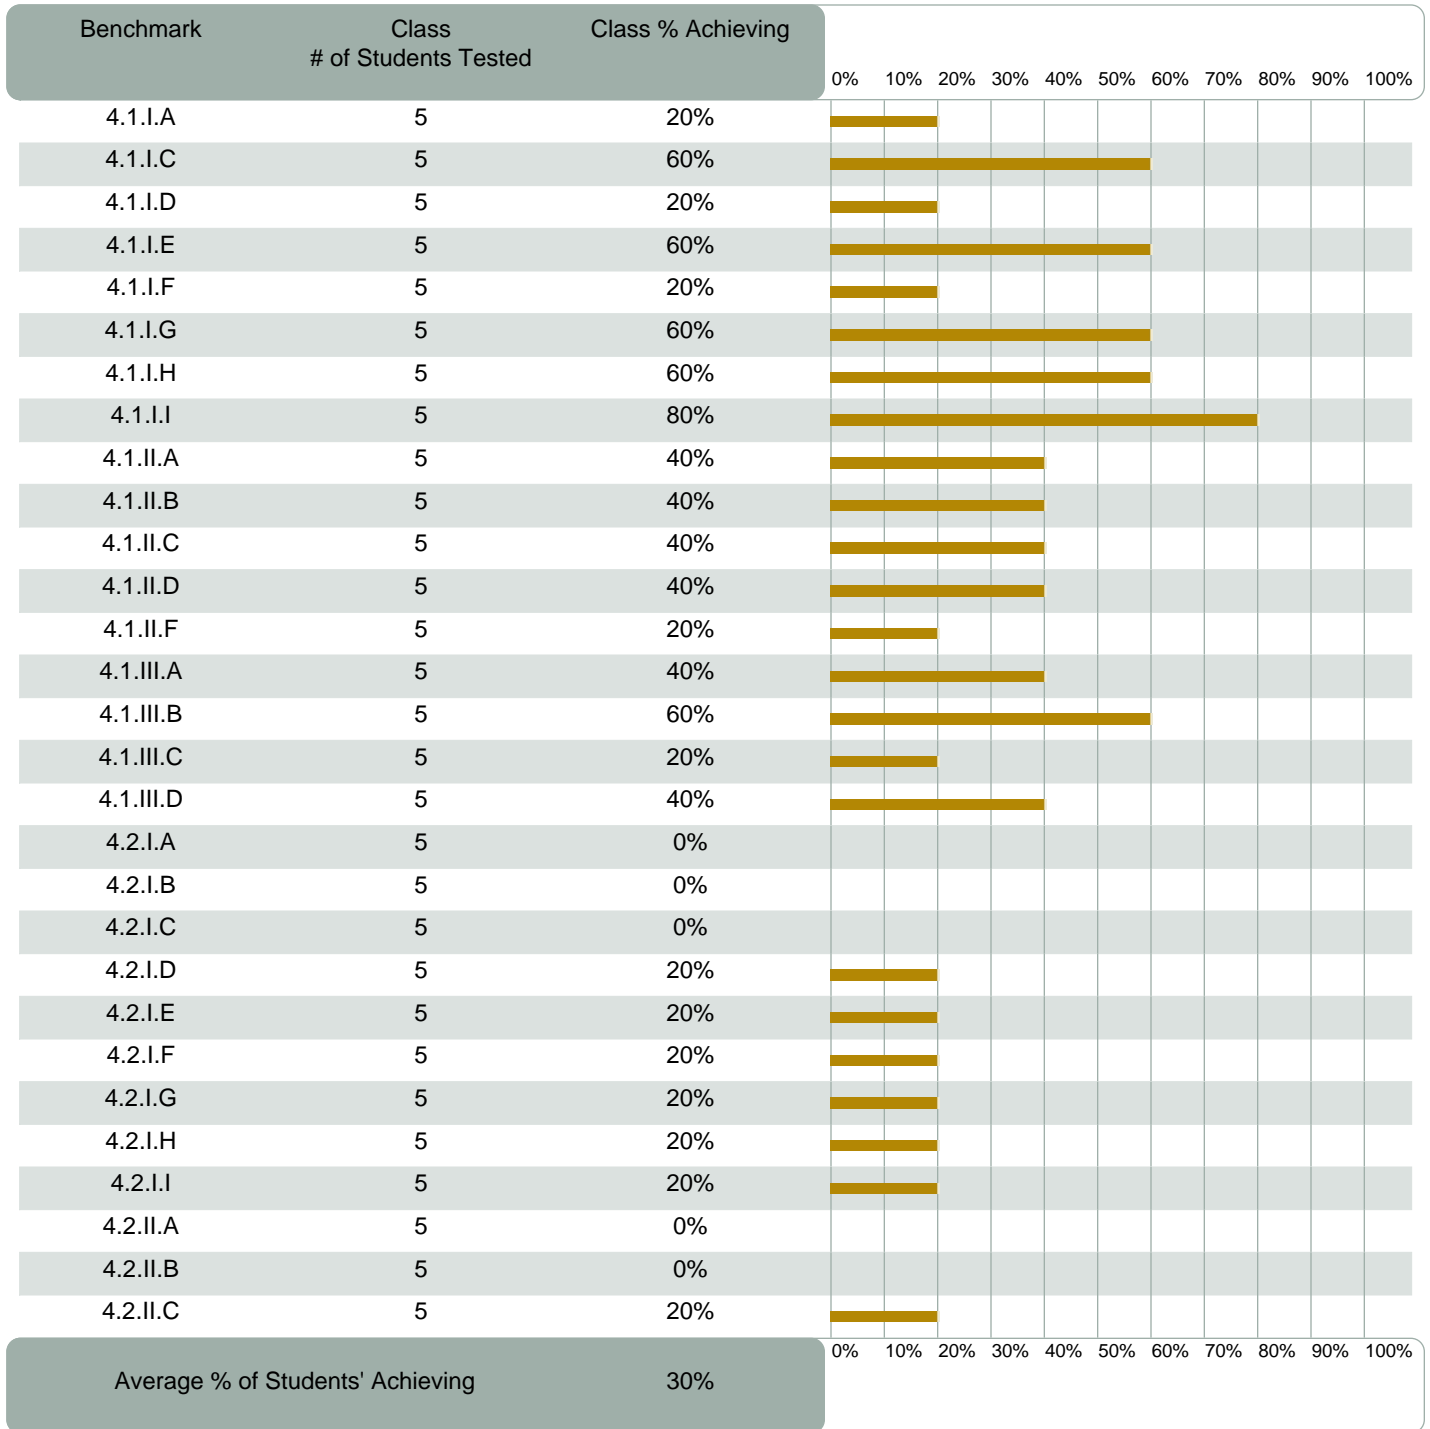 Benchmark Class Class % Achieving
# of Students Tested
0% 10% 20% 30% 40% 50% 60% 70% 80% 90% 100%
4.1.I.A 5 20%
4.1.I.C 5 60%
4.1.I.D 5 20%
4.1.I.E 5 60%
4.1.I.F 5 20%
4.1.I.G 5 60%
4.1.I.H 5 60%
4.1.I.I 5 80%
4.1.II.A 5 40%
4.1.II.B 5 40%
4.1.II.C 5 40%
4.1.II.D 5 40%
4.1.II.F 5 20%
4.1.III.A 5 40%
4.1.III.B 5 60%
4.1.III.C 5 20%
4.1.III.D 5 40%
4.2.I.A 5 0%
4.2.I.B 5 0%
4.2.I.C 5 0%
4.2.I.D 5 20%
4.2.I.E 5 20%
4.2.I.F 5 20%
4.2.I.G 5 20%
4.2.I.H 5 20%
4.2.I.I 5 20%
4.2.II.A 5 0%
4.2.II.B 5 0%
4.2.II.C 5 20%
0% 10% 20% 30% 40% 50% 60% 70% 80% 90% 100%
Average % of Students' Achieving 30%